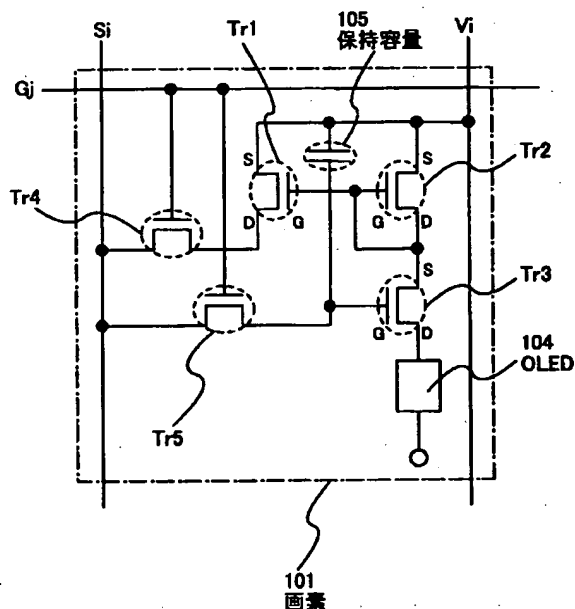 Si
Tr1
105
保持容量
Vi
Gj
S
D
G
S
G
D
Tr2
Tr4
S
G
D
Tr3
104
OLED
Tr5
101
画素